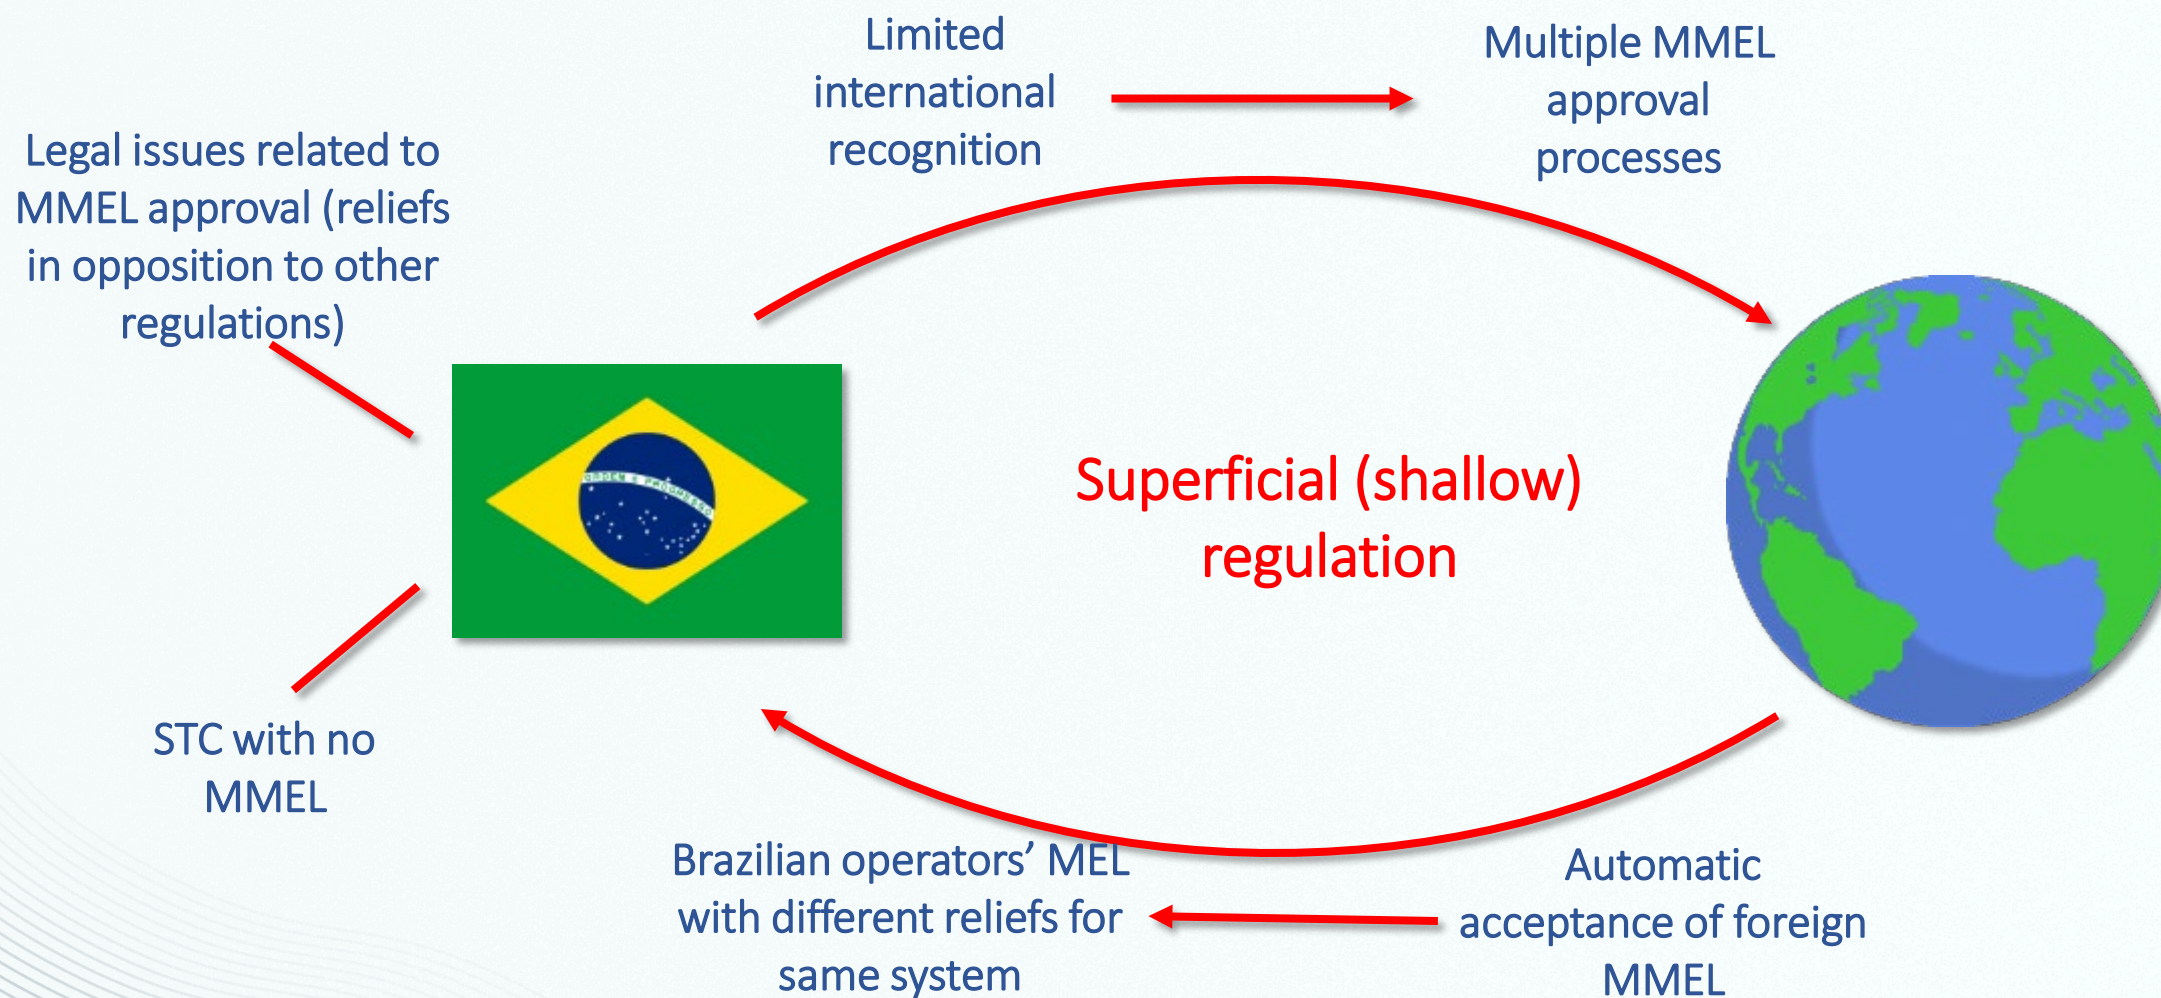 Limited
international
recognition
Multiple MMEL
approval
processes
Legal issues related to
MMEL approval (reliefs
in opposition to other
regulations)
ORDEM E PROGRESSO
Superficial (shallow)
regulation
STC with no
MMEL
Brazilian operators’ MEL
with different reliefs for
same system
Automatic
acceptance of foreign
MMEL